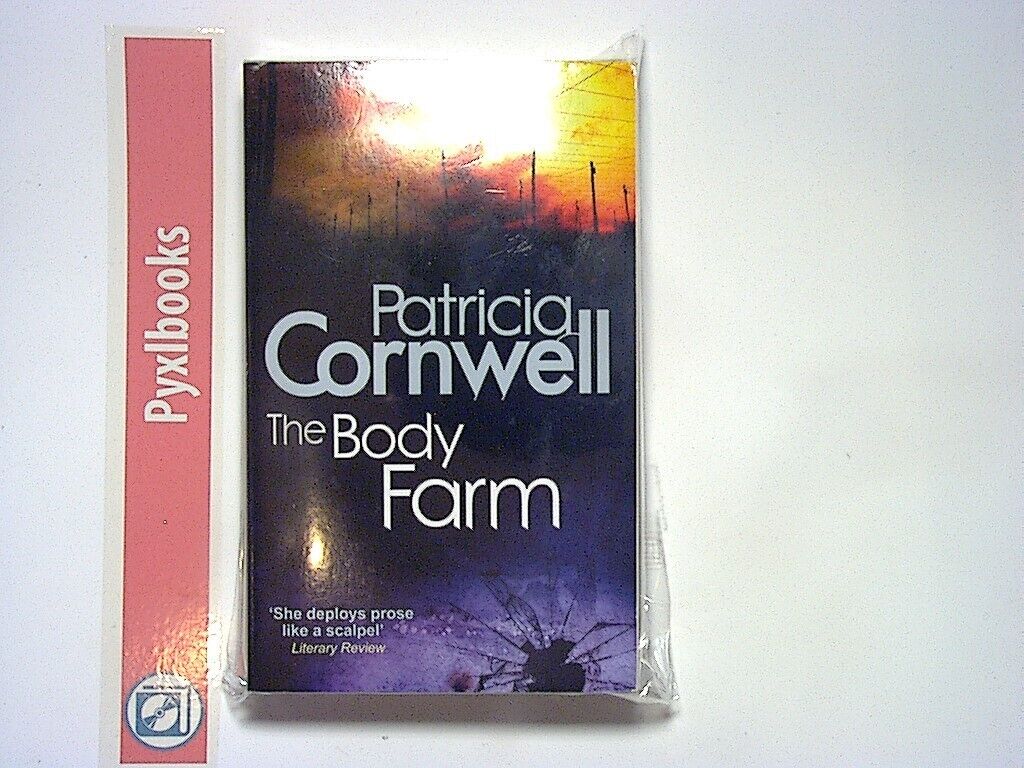 Pyxlbooks
Patricia
Cornwell
The Body
Farm
‘She deploys prose
like a scalpel’
Literary Review